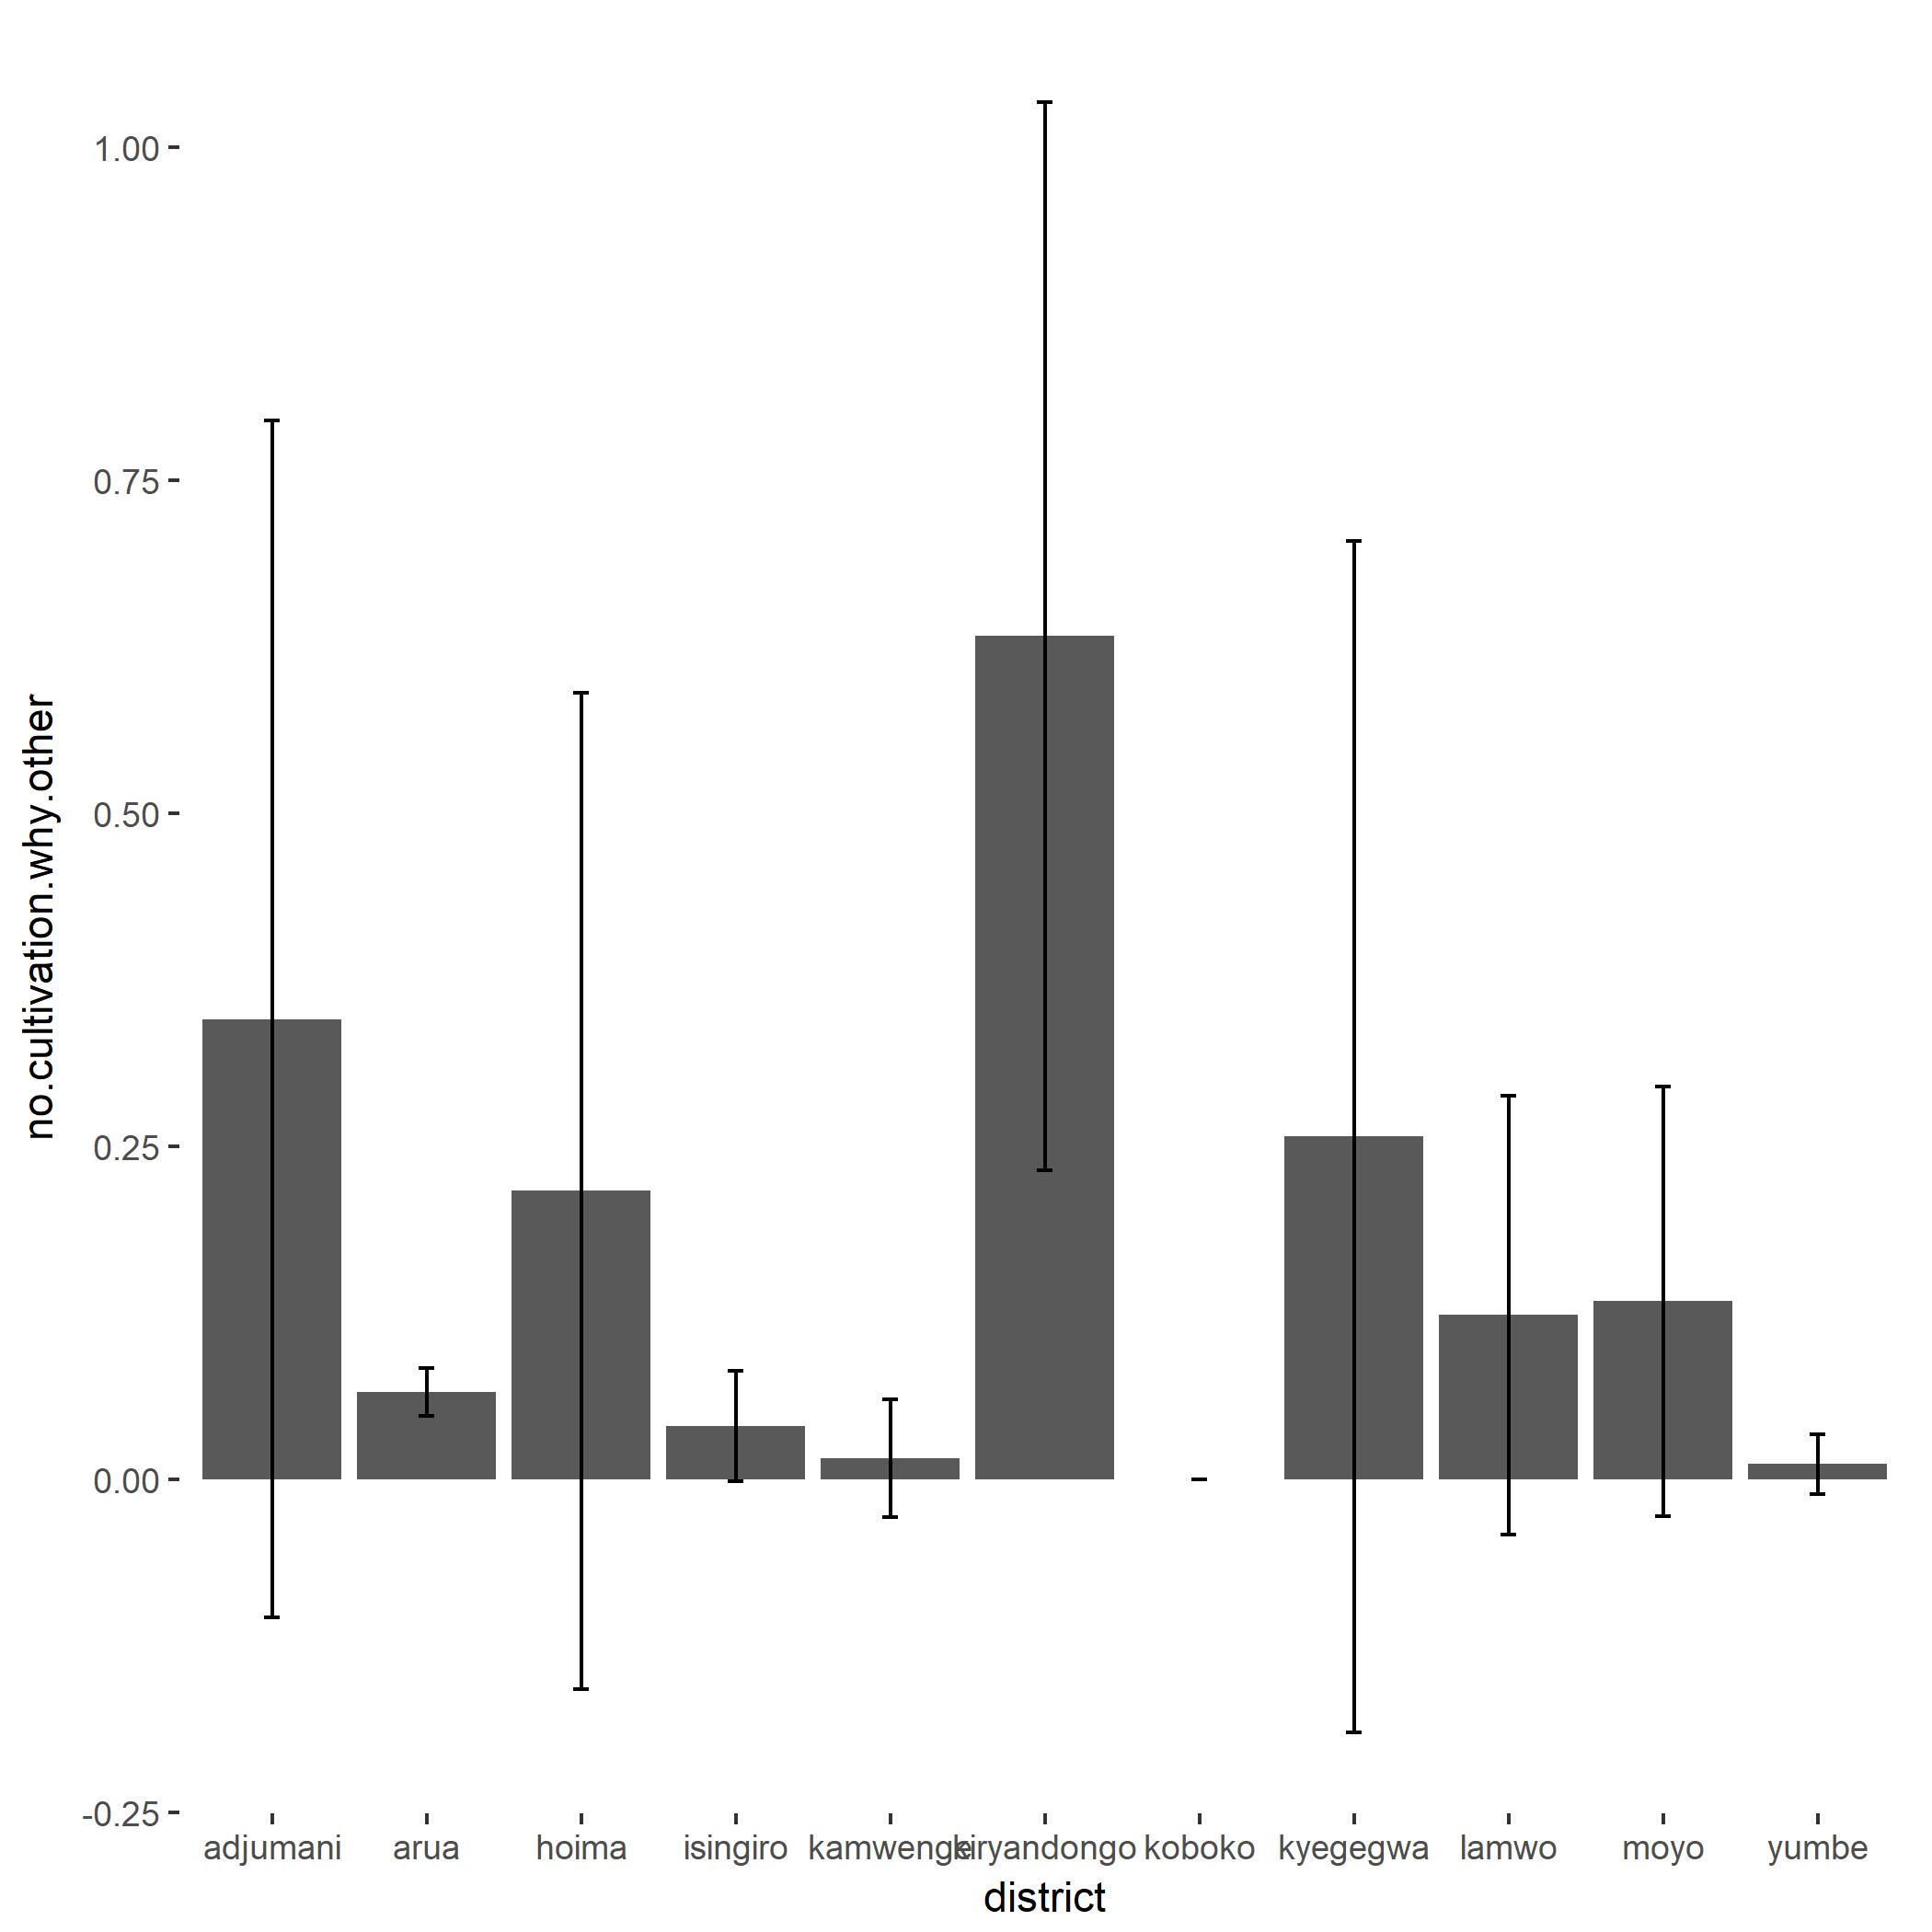 no.cultivation.why.other
1.00
0.75
0.50
0.25
0.00
-0.25
adjumani arua hoima isingiro kamwenge kiryandongo koboko kyegegwa lamwo moyo yumbe
district